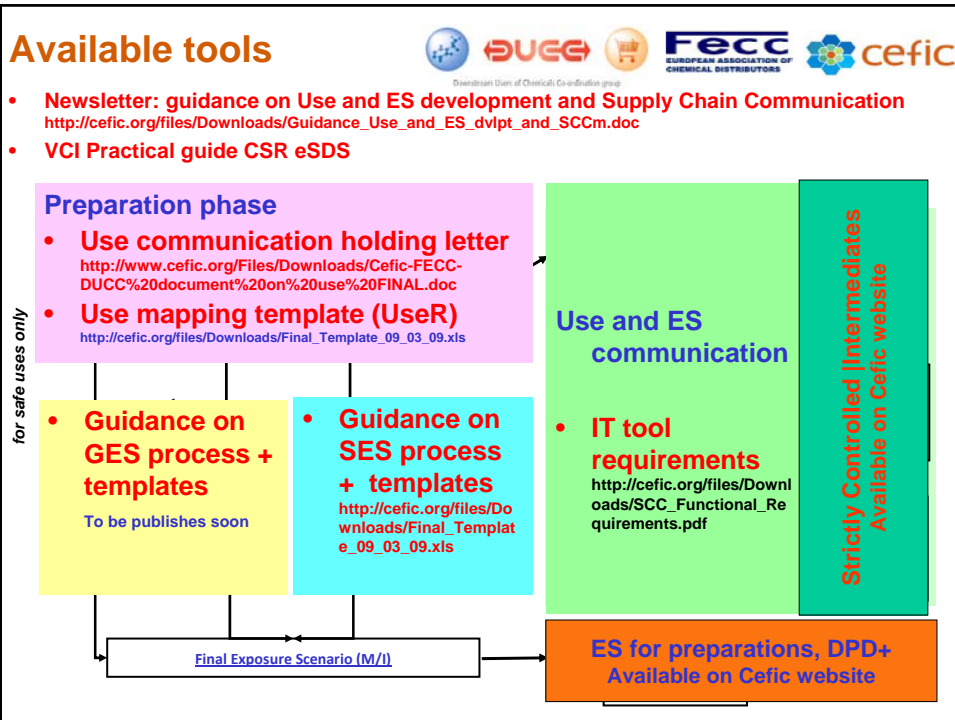 Available tools
DUCC
Downstream Users of Chemicals Co-ordination group
Fecc
EUROPEAN ASSOCIATION OF
CHEMICAL DISTRIBUTORS
cefic
• Newsletter: guidance on Use and ES development and Supply Chain Communication
http://cefic.org/files/Downloads/Guidance_Use_and_ES_dvlpt_and_SCCm.doc
• VCI Practical guide CSR eSDS
for safe uses only
Preparation phase
• Use communication holding letter
http://www.cefic.org/Files/Downloads/Cefic-FECC-
DUCC%20document%20on%20use%20FINAL.doc
• Use mapping template (UseR)
http://cefic.org/files/Downloads/Final_Template_09_03_09.xls
• Guidance on
GES process +
templates
To be publishes soon
• Guidance on
SES process
+ templates
http://cefic.org/files/Do
wnloads/Final_Templat
e_09_03_09.xls
Use and ES
communication
• IT tool
requirements
http://cefic.org/files/Downl
oads/SCC_Functional_Re
quirements.pdf
Strictly Controlled |Intermediates
Available on Cefic website
Final Exposure Scenario (M/I)
ES for preparations, DPD+
Available on Cefic website